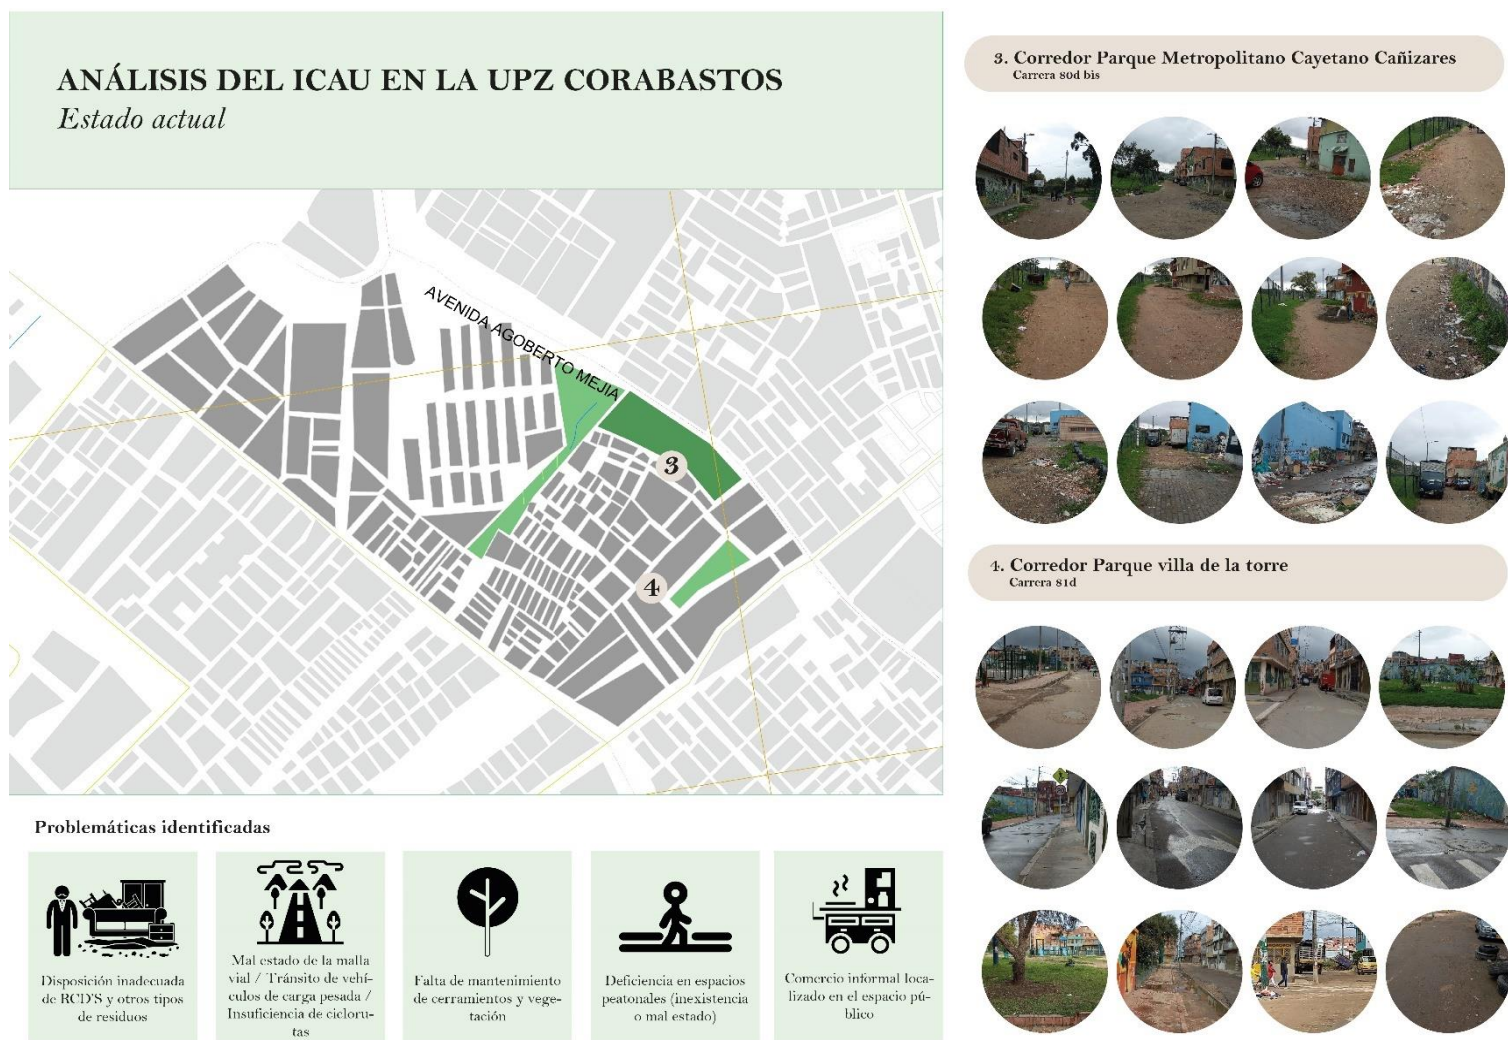 ANÁLISIS DEL ICAU EN LA UPZ CORABASTOS
Estado actual
AVENIDA AGOBERTO MEJIA
3
4
Problemáticas identificadas
Disposición inadecuada
de RCD'S y otros tipos
de residuos
Mal estado de la malla
vial / Tránsito de vehí-
culos de carga pesada /
Insuficiencia de cicloru-
tas
Falta de mantenimiento
de cerramientos y vege-
tación
Deficiencia en espacios
peatonales (inexistencia
o mal estado)
Comercio informal loca-
lizado en el espacio pú-
blico
3. Corredor Parque Metropolitano Cayetano Cañizares
Carrera 80d bis
4. Corredor Parque villa de la torre
Carrera 81d